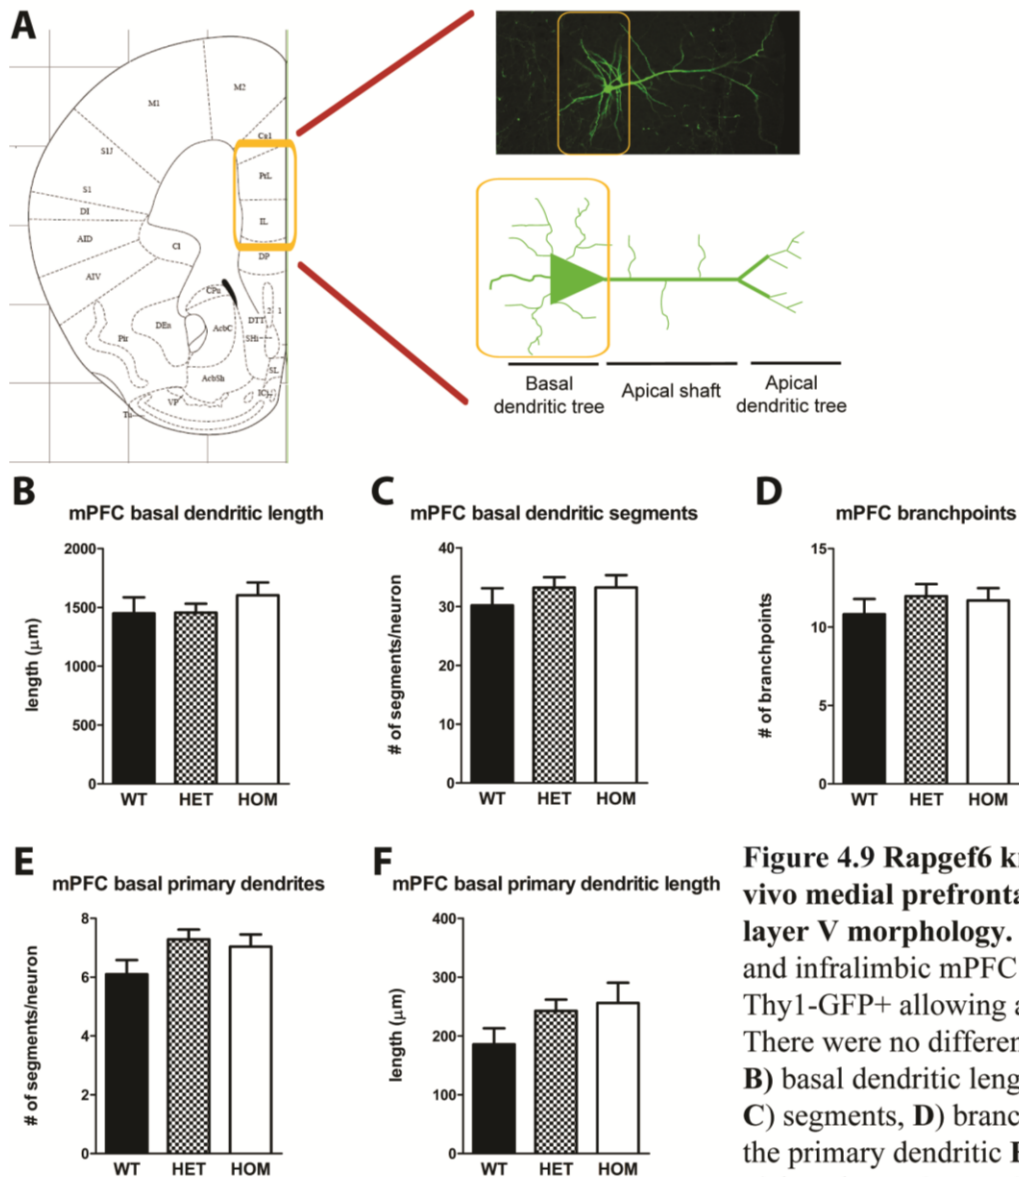 A
M1
M2
Cg1
S1J
PrL
S1
DI
IL
AID
CI
DP
AIV
CPu
2
1
DTT
DEn
AcbC
SHi
Pir
SL
AcbSh
VP
Tu
Basal
dendritic tree
Apical shaft
Apical
dendritic tree
B
mPFC basal dendritic length
2000
1500
1000
500
0
length (μm)
WT HET HOM
C
mPFC basal dendritic segments
40
30
20
10
0
# of segments/neuron
WT HET HOM
D
mPFC branchpoints
15
10
5
0
# of branchpoints
WT HET HOM
E
mPFC basal primary dendrites
8
6
4
2
0
# of segments/neuron
WT HET HOM
F
mPFC basal primary dendritic length
400
300
200
100
0
length (μm)
WT HET HOM
Figure 4.9 Rapgef6 k
vivo medial prefronta
layer V morphology.
and infralimbic mPFC
Thy1-GFP+ allowing a
There were no differen
B) basal dendritic leng
C) segments, D) branc
the primary dendritic